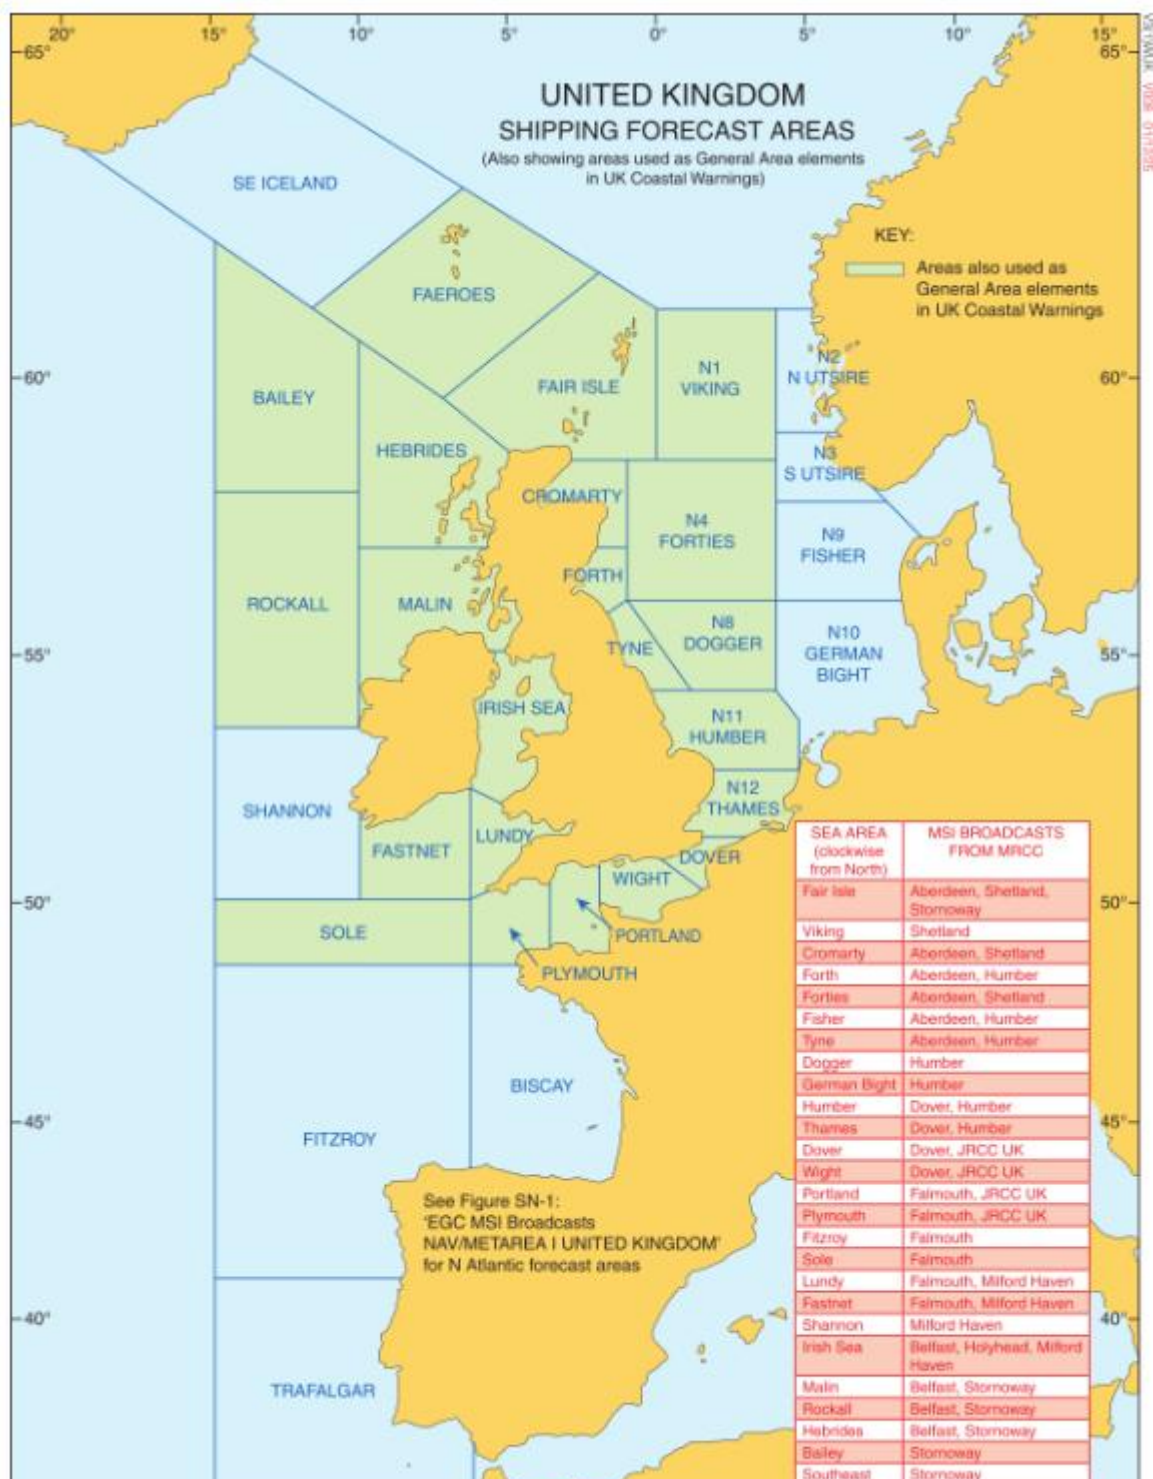 20° 15° 10° 5° 0° 5° 10° 15°
65° 65°
UNITED KINGDOM
SHIPPING FORECAST AREAS
(Also showing areas used as General Area elements
in UK Coastal Warnings)
SE ICELAND
KEY:
Areas also used as
General Area elements
in UK Coastal Warnings
FAEROES
60° 60°
N1
VIKING
N2
N UTSIRE
FAIR ISLE
BAILEY
HEBRIDES
N3
S UTSIRE
CROMARTY
N4
FORTIES
N9
FISHER
FORTH
ROCKALL
MALIN
TYNE
N8
DOGGER
N10
GERMAN
BIGHT
55° 55°
IRISH SEA
N11
HUMBER
N12
THAMES
SHANNON
FASTNET
LUNDY
DOVER
WIGHT
50° 50°
SOLE
PORTLAND
PLYMOUTH
BISCAY
45° 45°
FITZROY
See Figure SN-1:
'EGC MSI Broadcasts
NAV/METAREA I UNITED KINGDOM'
for N Atlantic forecast areas
40° 40°
TRAFALGAR
SEA AREA
(clockwise
from North)
MSI BROADCASTS
FROM MRCC
Fair Isle Aberdeen, Shetland,
Stornoway
Viking Shetland
Cromarty Aberdeen, Shetland
Forth Aberdeen, Humber
Forties Aberdeen, Shetland
Fisher Aberdeen, Humber
Tyne Aberdeen, Humber
Dogger Humber
German Bight Humber
Humber Dover, Humber
Thames Dover, Humber
Dover Dover, JRCC UK
Wight Dover, JRCC UK
Portland Falmouth, JRCC UK
Plymouth Falmouth, JRCC UK
Fitzroy Falmouth
Sole Falmouth
Lundy Falmouth, Milford Haven
Fastnet Falmouth, Milford Haven
Shannon Milford Haven
Irish Sea Belfast, Holyhead, Milford
Haven
Malin Belfast, Stornoway
Rockall Belfast, Stornoway
Hebrides Belfast, Stornoway
Bailey Stornoway
Southeast Stornoway